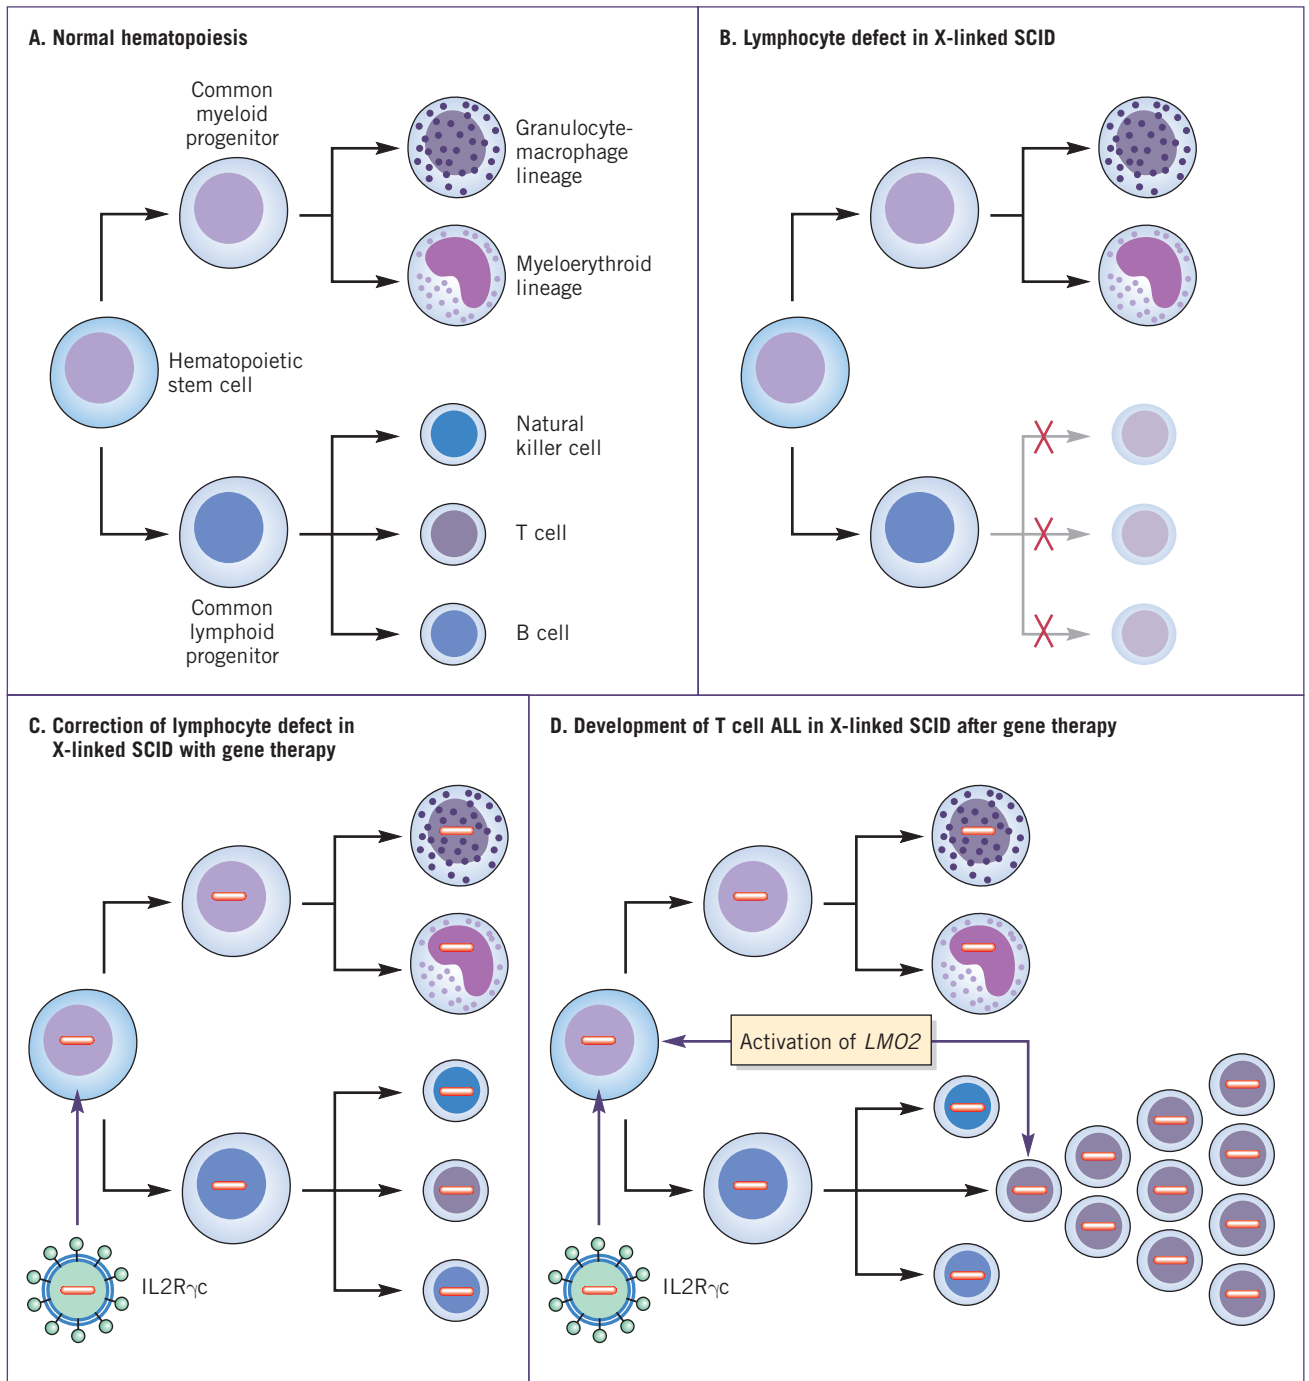 A. Normal hematopoiesis
Common
myeloid
progenitor
Granulocyte-
macrophage
lineage
Myeloerythroid
lineage
Hematopoietic
stem cell
Natural
killer cell
T cell
B cell
Common
lymphoid
progenitor
B. Lymphocyte defect in X-linked SCID
C. Correction of lymphocyte defect in
X-linked SCID with gene therapy
IL2Rγc
D. Development of T cell ALL in X-linked SCID after gene therapy
Activation of LMO2
IL2Rγc